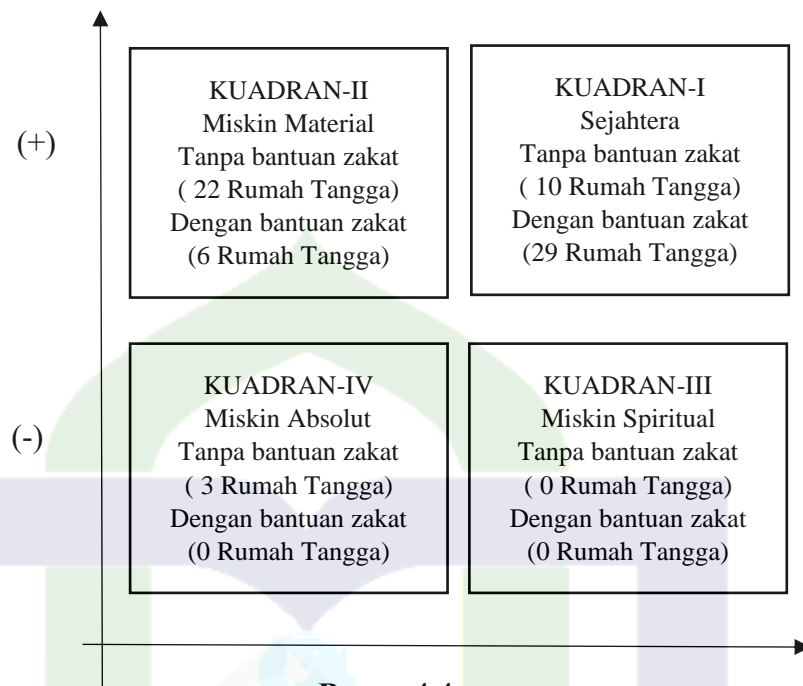 (+)
KUADRAN-II
Miskin Material
Tanpa bantuan zakat
( 22 Rumah Tangga)
Dengan bantuan zakat
(6 Rumah Tangga)
KUADRAN-I
Sejahtera
Tanpa bantuan zakat
( 10 Rumah Tangga)
Dengan bantuan zakat
(29 Rumah Tangga)
(-)
KUADRAN-IV
Miskin Absolut
Tanpa bantuan zakat
( 3 Rumah Tangga)
Dengan bantuan zakat
(0 Rumah Tangga)
KUADRAN-III
Miskin Spiritual
Tanpa bantuan zakat
( 0 Rumah Tangga)
Dengan bantuan zakat
(0 Rumah Tangga)